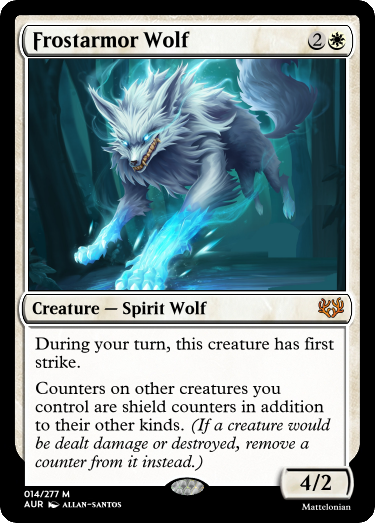 Frostarmor Wolf 2
Creature — Spirit Wolf
During your turn, this creature has first
strike.
Counters on other creatures you
control are shield counters in addition
to their other kinds. (If a creature would
be dealt damage or destroyed, remove a
counter from it instead.)
4/2
014/277 M
AUR ALLAN-SANTOS
Mattelonian